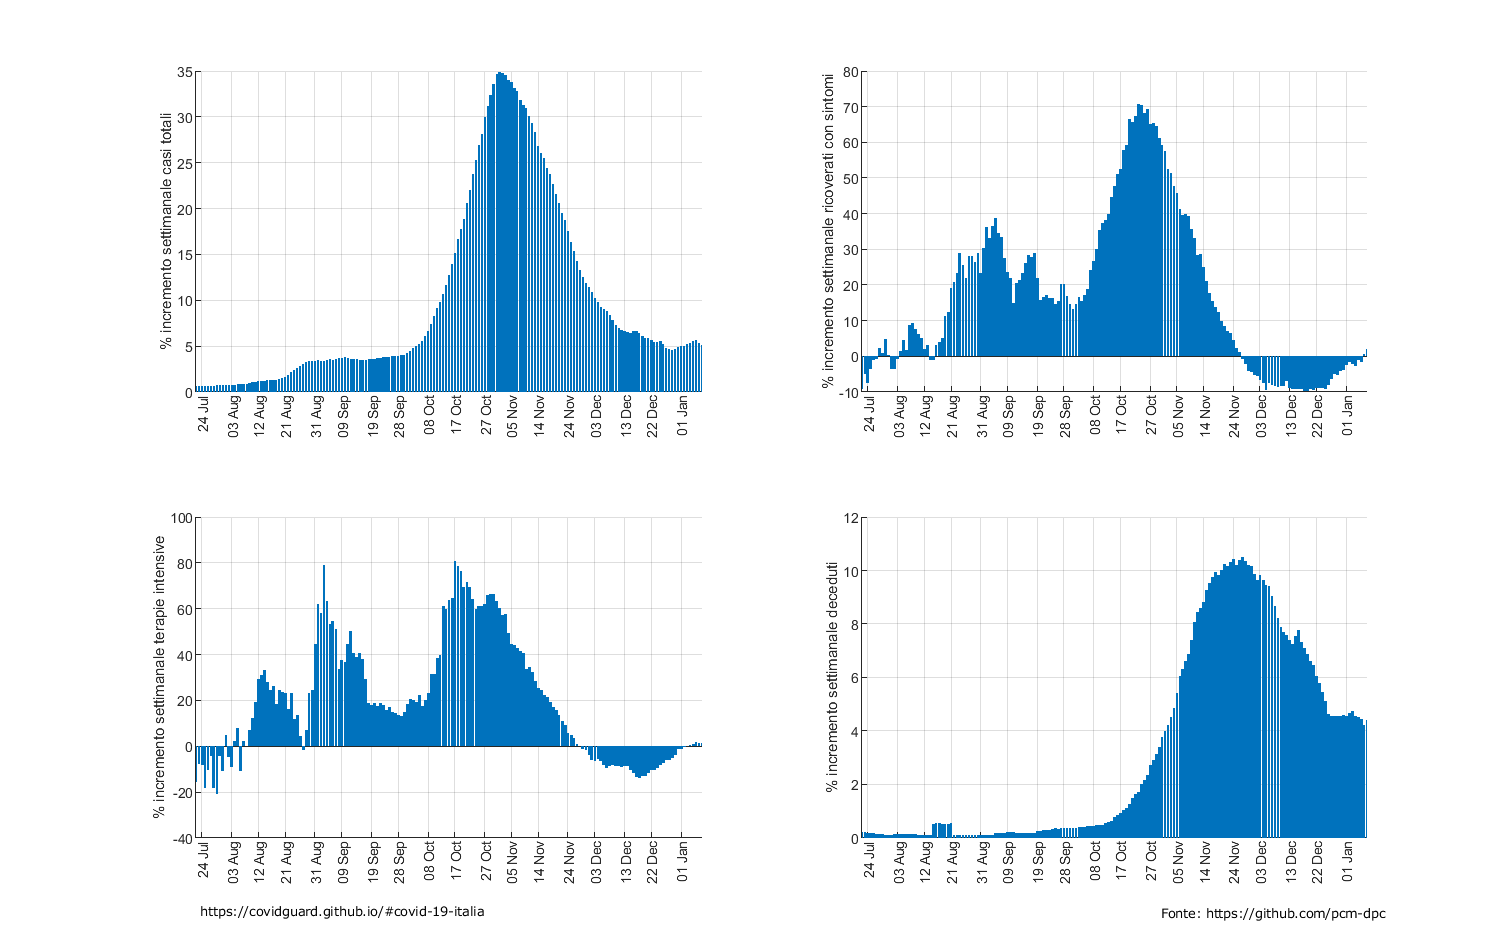 % incremento settimanale casi totali
35
30
25
20
15
10
5
0
24 Jul
03 Aug
12 Aug
21 Aug
31 Aug
09 Sep
19 Sep
28 Sep
08 Oct
17 Oct
27 Oct
05 Nov
14 Nov
24 Nov
03 Dec
13 Dec
22 Dec
01 Jan
% incremento settimanale ricoverati con sintomi
80
70
60
50
40
30
20
10
0
-10
24 Jul
03 Aug
12 Aug
21 Aug
31 Aug
09 Sep
19 Sep
28 Sep
08 Oct
17 Oct
27 Oct
05 Nov
14 Nov
24 Nov
03 Dec
13 Dec
22 Dec
01 Jan
% incremento settimanale terapie intensive
100
80
60
40
20
0
-20
-40
24 Jul
03 Aug
12 Aug
21 Aug
31 Aug
09 Sep
19 Sep
28 Sep
08 Oct
17 Oct
27 Oct
05 Nov
14 Nov
24 Nov
03 Dec
13 Dec
22 Dec
01 Jan
% incremento settimanale deceduti
12
10
8
6
4
2
0
24 Jul
03 Aug
12 Aug
21 Aug
31 Aug
09 Sep
19 Sep
28 Sep
08 Oct
17 Oct
27 Oct
05 Nov
14 Nov
24 Nov
03 Dec
13 Dec
22 Dec
01 Jan
https://covidguard.github.io/#covid-19-italia
Fonte: https://github.com/pcm-dpc